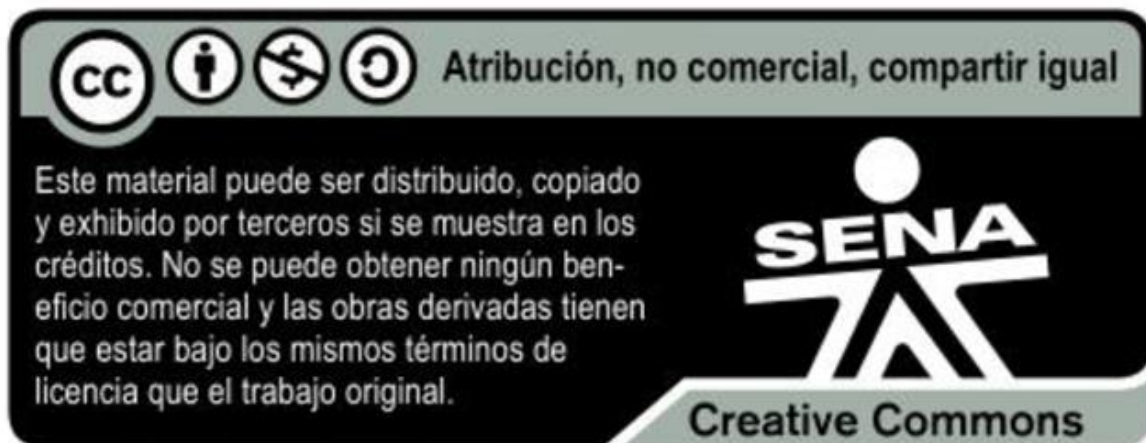 cc Atribución, no comercial, compartir igual
Este material puede ser distribuido, copiado
y exhibido por terceros si se muestra en los
créditos. No se puede obtener ningún ben-
eficio comercial y las obras derivadas tienen
que estar bajo los mismos términos de
licencia que el trabajo original.
SENA
Creative Commons